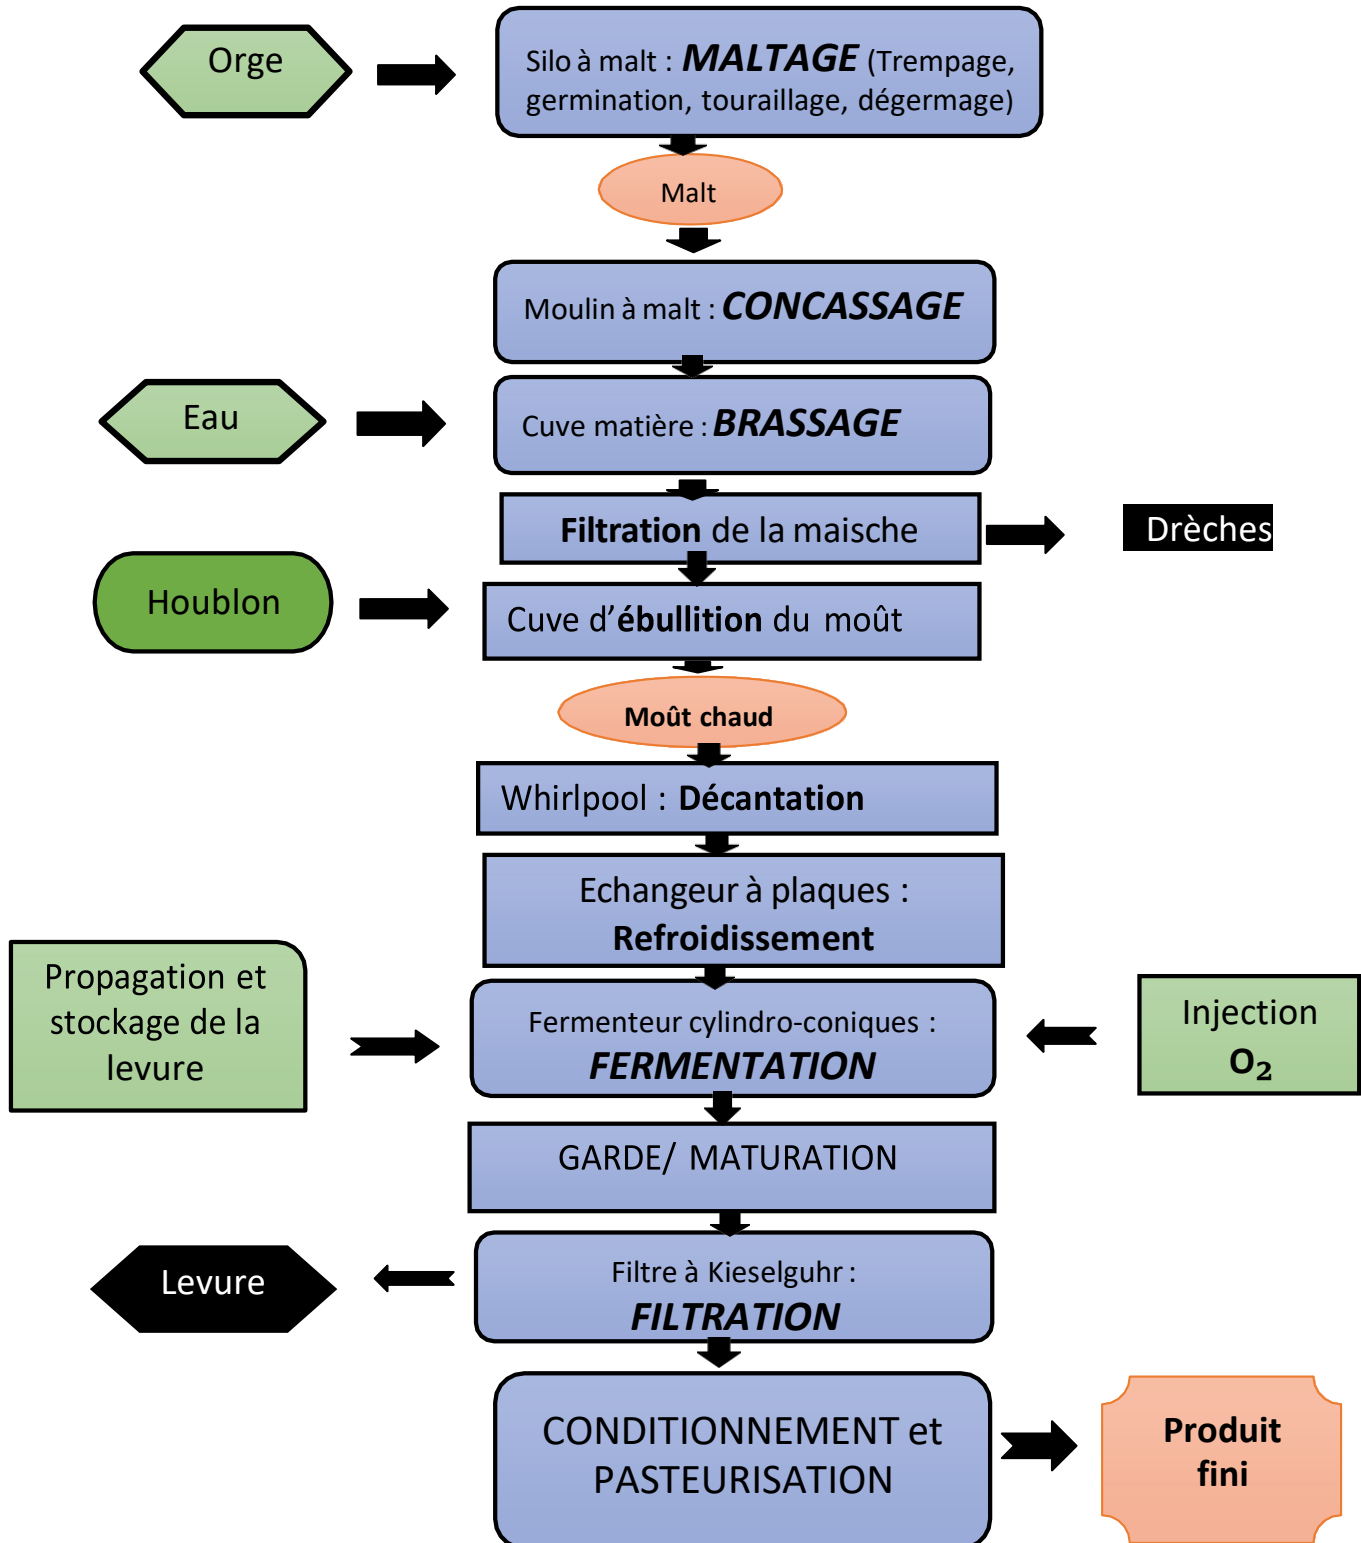 Orge
Silo à malt : MALTAGE (Trempage,
germination, touraillage, dégermage)
Malt
Moulin à malt : CONCASSAGE
Eau
Cuve matière : BRASSAGE
Filtration de la maische
Drèches
Houblon
Cuve d’ébullition du moût
Moût chaud
Whirlpool : Décantation
Echangeur à plaques :
Refroidissement
Propagation et
stockage de la
levure
Fermenteur cylindro-coniques :
FERMENTATION
Injection
O₂
GARDE/ MATURATION
Levure
Filtre à Kieselguhr :
FILTRATION
CONDITIONNEMENT et
PASTEURISATION
Produit
fini